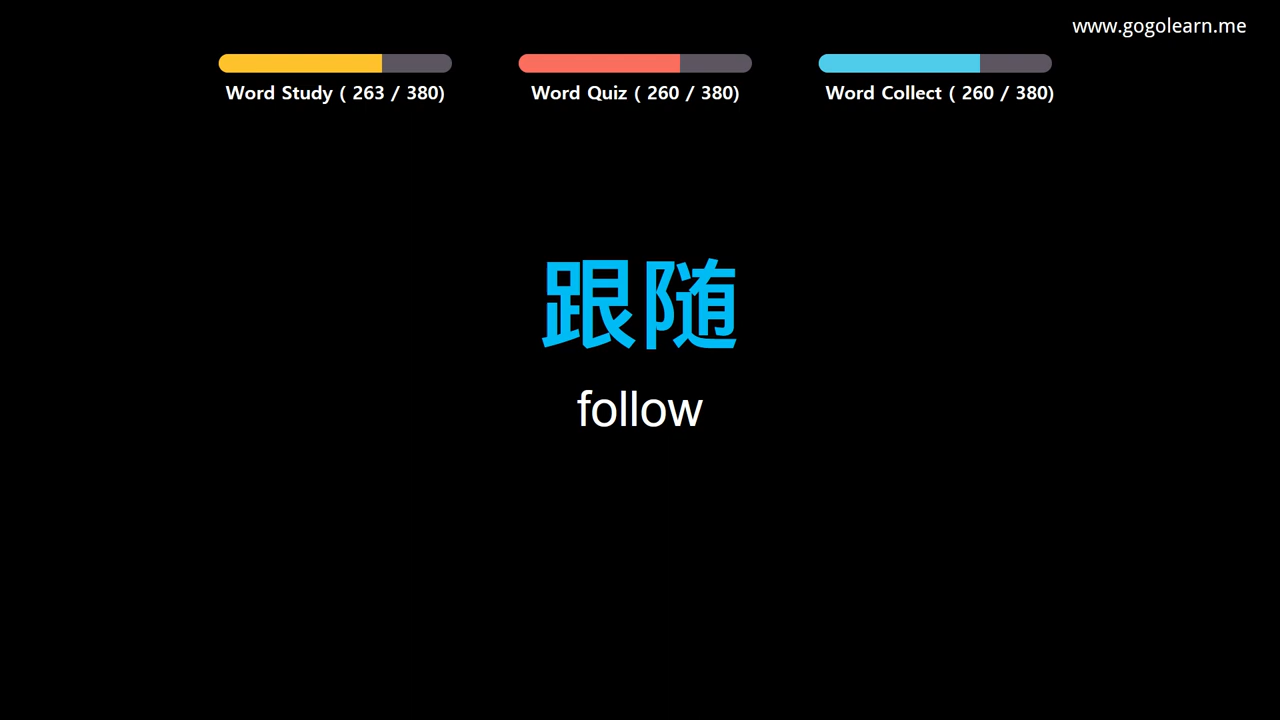 www.gogolearn.me
Word Study ( 263 / 380)
Word Quiz ( 260 / 380)
Word Collect ( 260 / 380)
跟随
follow